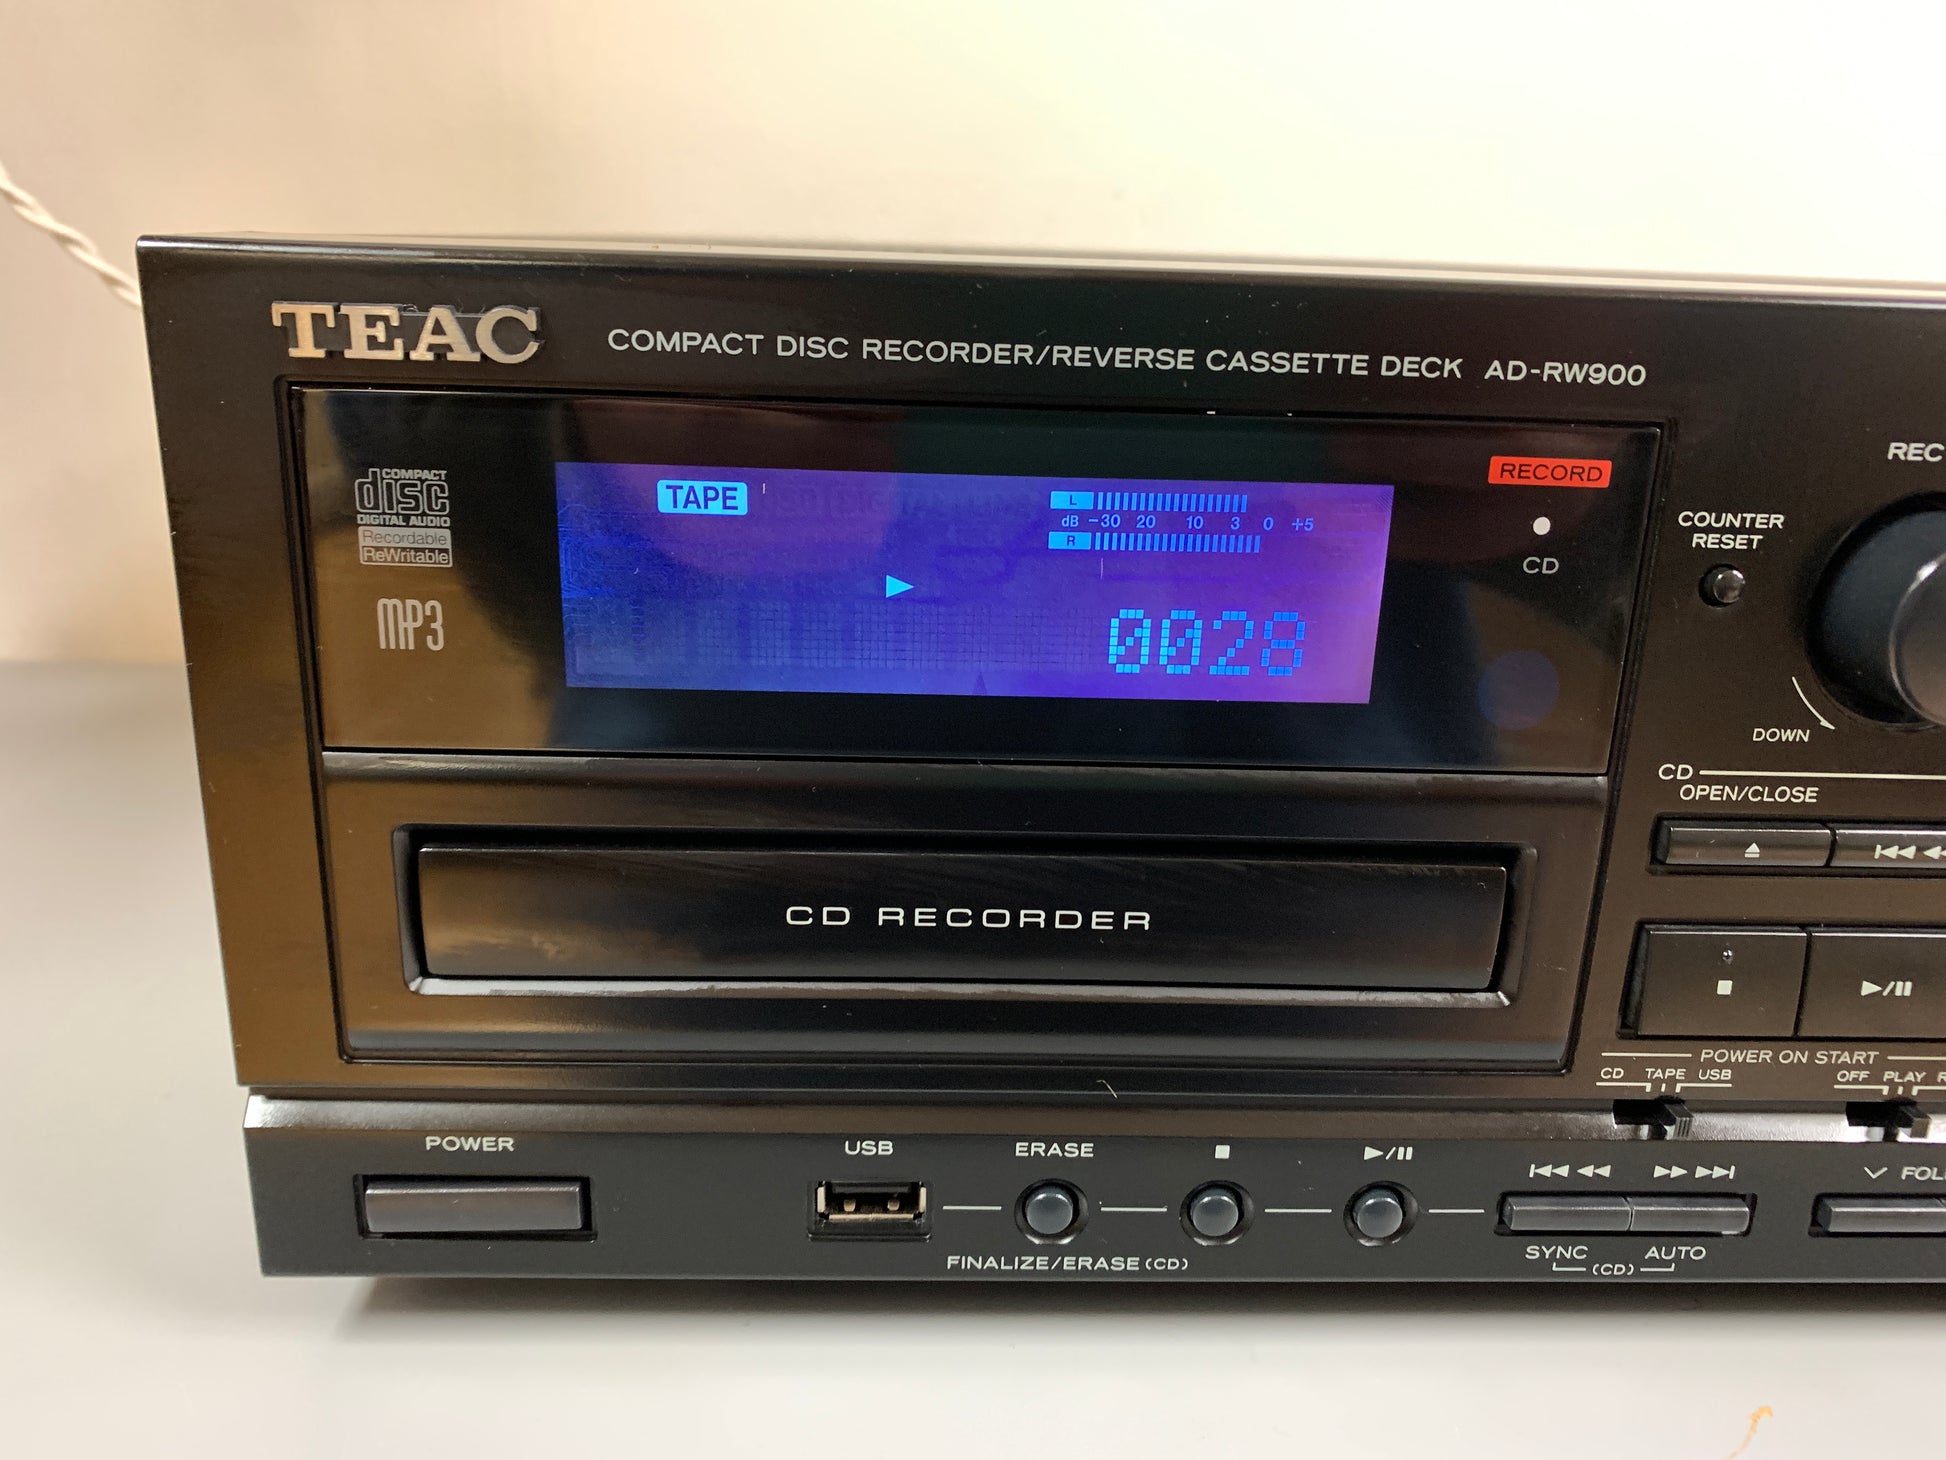 TEAC
COMPACT DISC RECORDER/REVERSE CASSETTE DECK AD-RW900
COMPACT
disc
DIGITAL AUDIO
Recordable
ReWritable
MP3
TAPE
L
dB -30 20 10 3 0 +5
R
0028
RECORD
CD
REC
COUNTER
RESET
DOWN
CD
OPEN/CLOSE
CD RECORDER
POWER ON START
CD TAPE USB
OFF PLAY
POWER
USB
ERASE
FINALIZE/ERASE (CD)
SYNC AUTO
(CD)